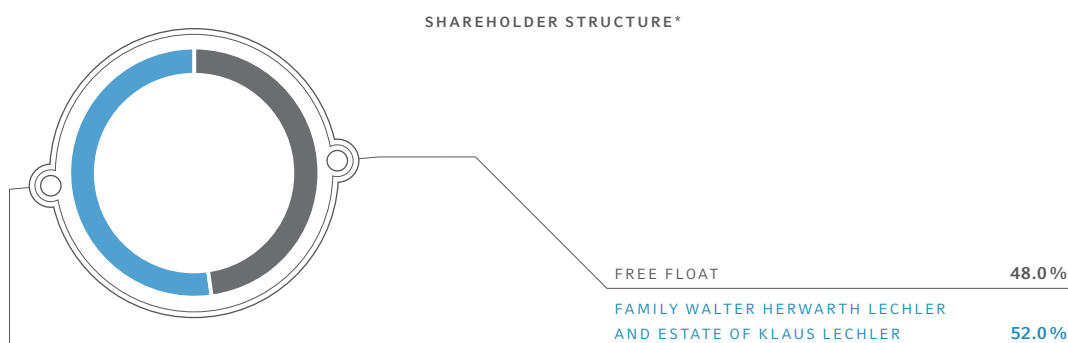 SHAREHOLDER STRUCTURE*
FREE FLOAT 48.0%
FAMILY WALTER HERWARTH LECHLER
AND ESTATE OF KLAUS LECHLER 52.0%